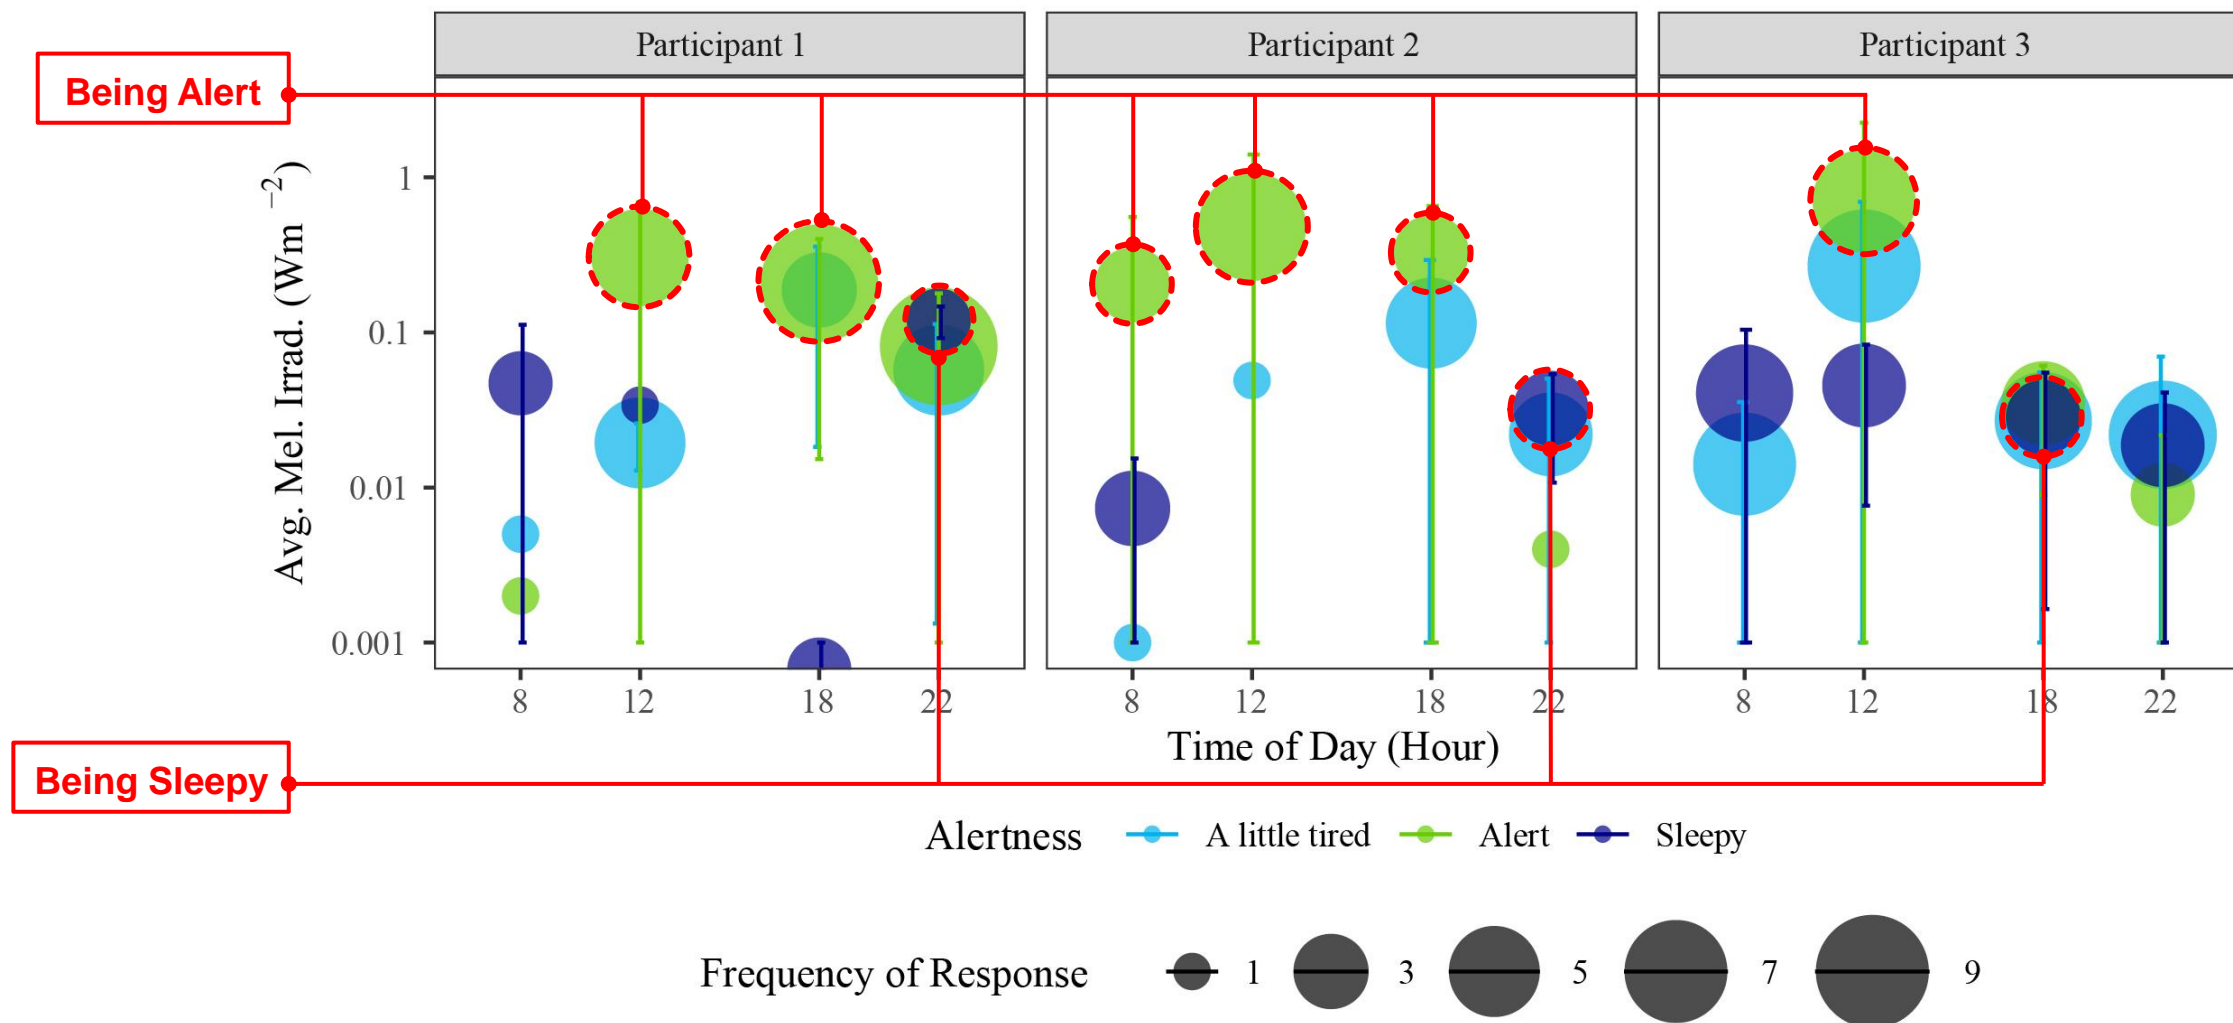 Participant 1
Participant 2
Participant 3
Being Alert
Avg. Mel. Irrad. (Wm −2)
1
0.1
0.01
0.001
8 12 18 22
8 12 18 22
8 12 18 22
Time of Day (Hour)
Being Sleepy
Alertness A little tired Alert Sleepy
Frequency of Response 1 3 5 7 9